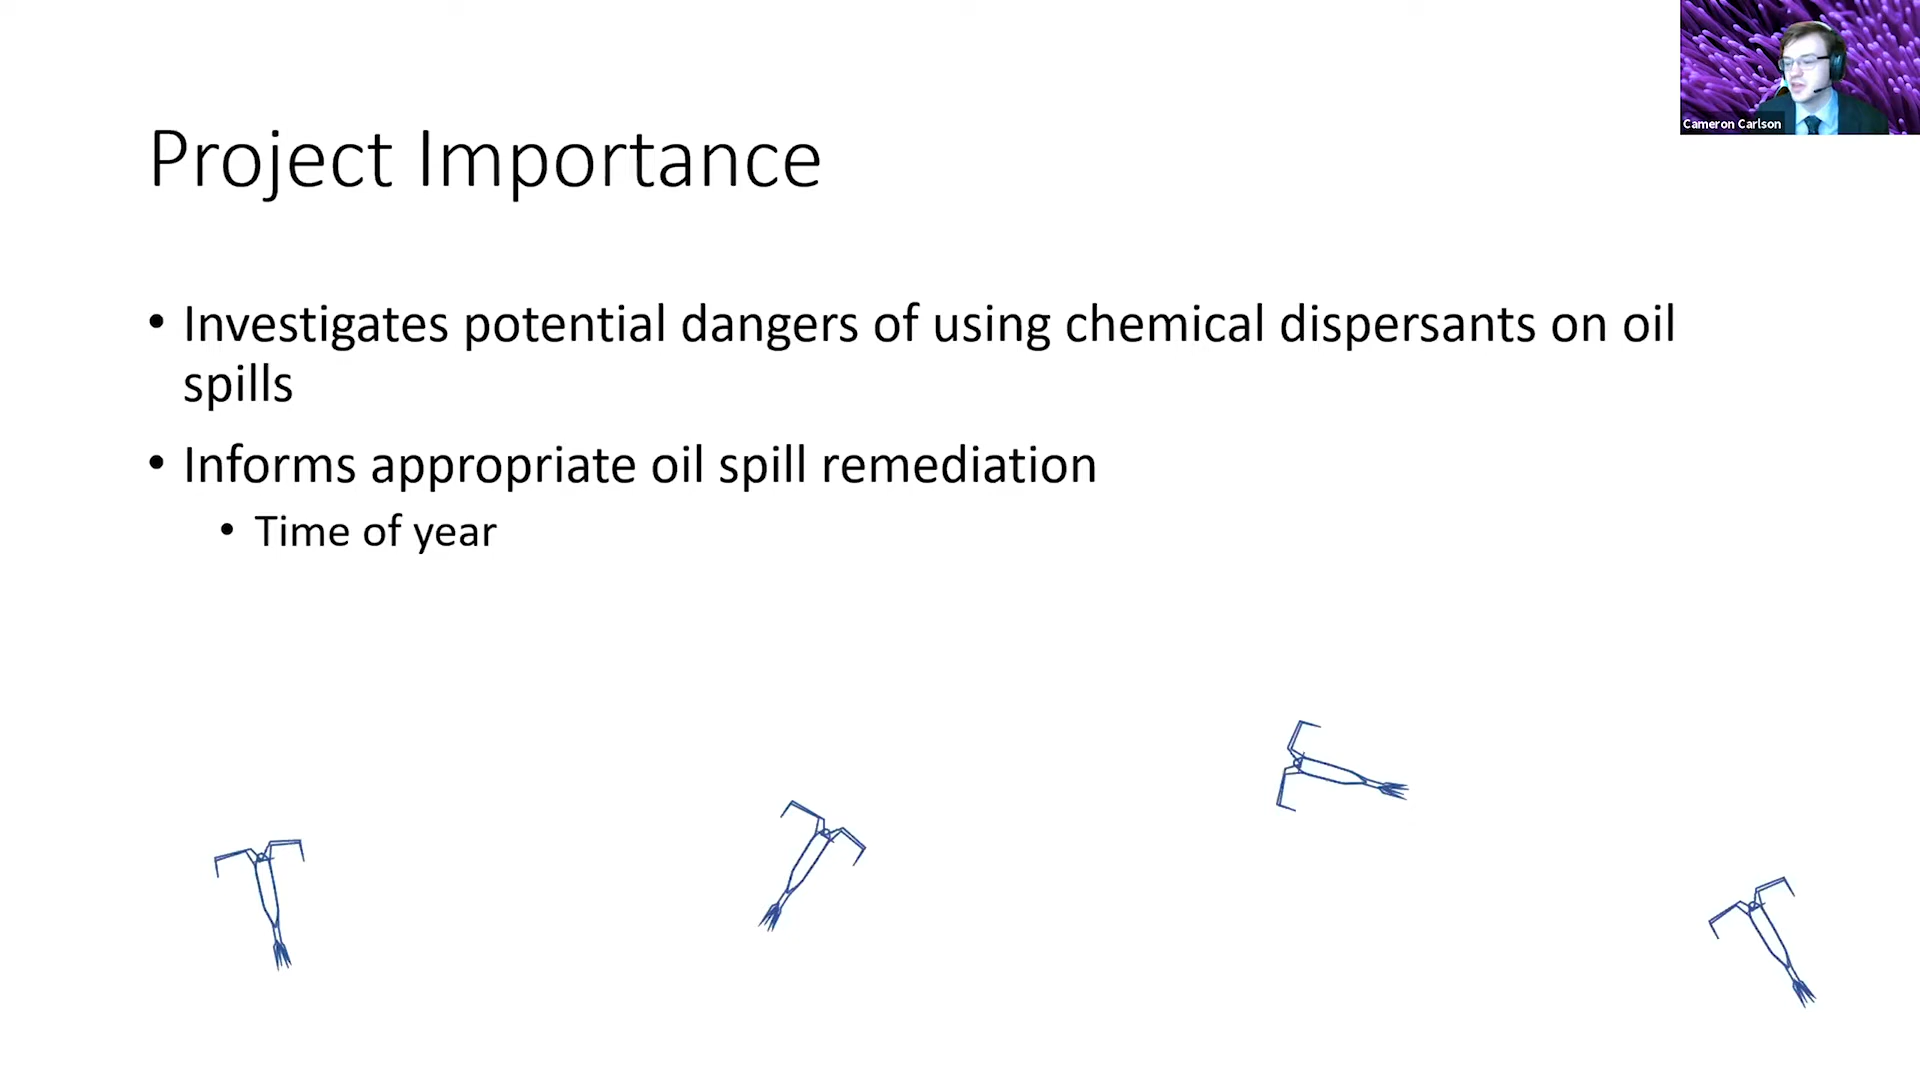 Cameron Carlson
Project Importance
• Investigates potential dangers of using chemical dispersants on oil
spills
• Informs appropriate oil spill remediation
• Time of year